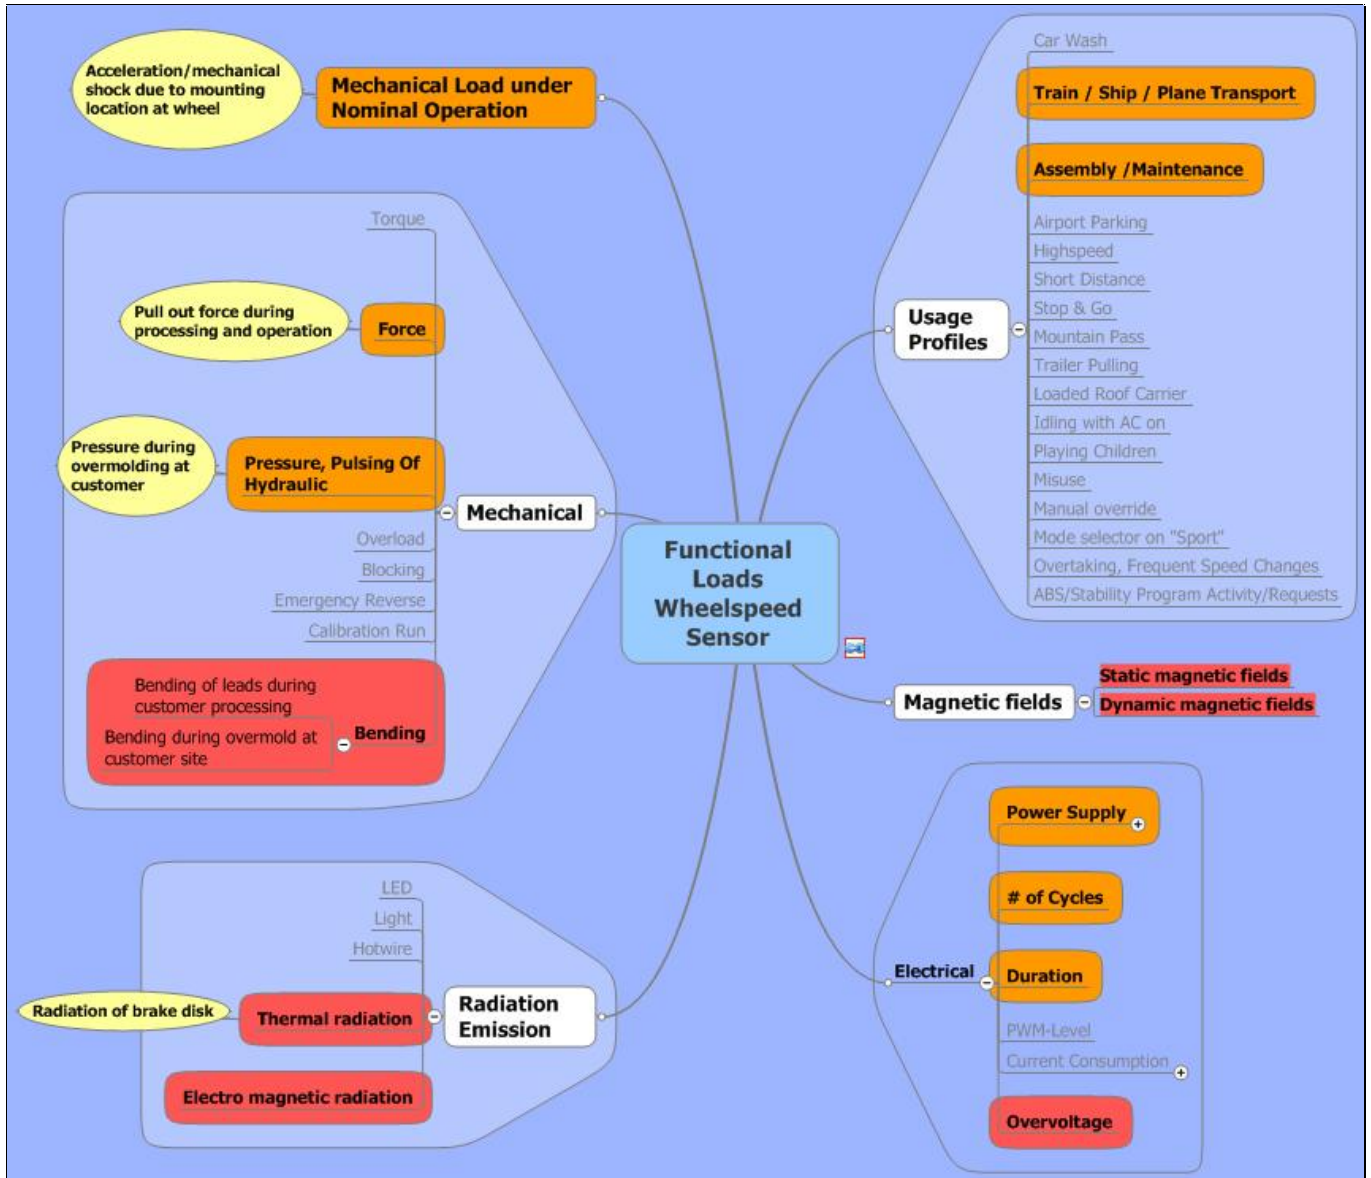 Acceleration/mechanical
shock due to mounting
location at wheel
Mechanical Load under
Nominal Operation
Torque
Pull out force during
processing and operation
Force
Pressure during
overmolding at
customer
Pressure, Pulsing Of
Hydraulic
Mechanical
Overload
Blocking
Emergency Reverse
Calibration Run
Bending of leads during
customer processing
Bending during overmold at
customer site
Bending
LED
Light
Hotwire
Radiation of brake disk
Thermal radiation
Radiation
Emission
Electro magnetic radiation
Functional
Loads
Wheelspeed
Sensor
Usage
Profiles
Car Wash
Train / Ship / Plane Transport
Assembly /Maintenance
Airport Parking
Highspeed
Short Distance
Stop & Go
Mountain Pass
Trailer Pulling
Loaded Roof Carrier
Idling with AC on
Playing Children
Misuse
Manual override
Mode selector on "Sport"
Overtaking, Frequent Speed Changes
ABS/Stability Program Activity/Requests
Magnetic fields
Static magnetic fields
Dynamic magnetic fields
Electrical
Power Supply
# of Cycles
Duration
PWM-Level
Current Consumption
Overvoltage